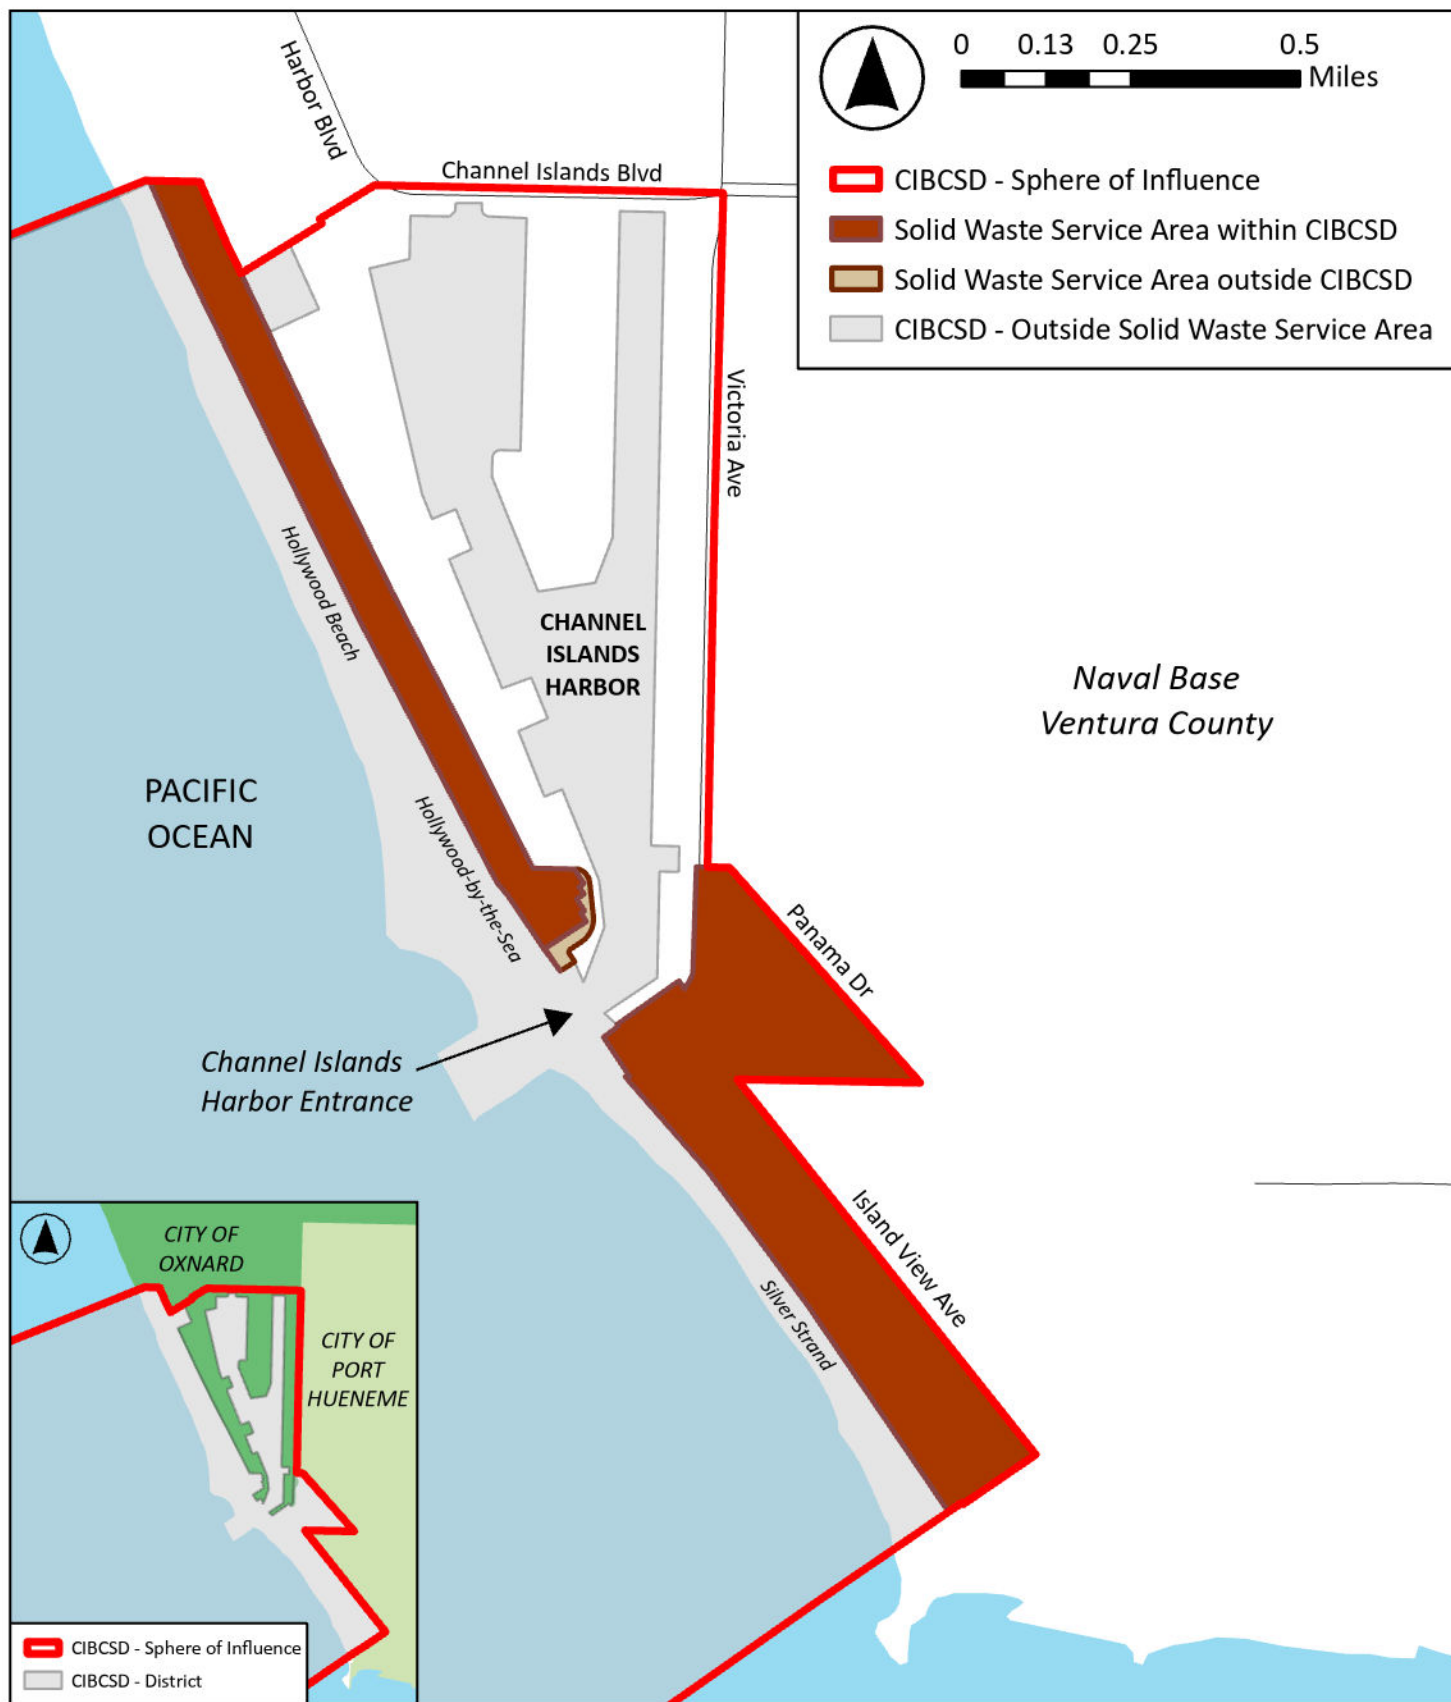 0 0.13 0.25 0.5
Miles
CIBCSD - Sphere of Influence
Solid Waste Service Area within CIBCSD
Solid Waste Service Area outside CIBCSD
CIBCSD - Outside Solid Waste Service Area
Harbor Blvd
Channel Islands Blvd
Victoria Ave
Hollywood Beach
CHANNEL
ISLANDS
HARBOR
Naval Base
Ventura County
PACIFIC
OCEAN
Hollywood-by-the-Sea
Panama Dr
Channel Islands
Harbor Entrance
Island View Ave
Silver Strand
CITY OF
OXNARD
CITY OF
PORT
HUENEME
CIBCSD - Sphere of Influence
CIBCSD - District